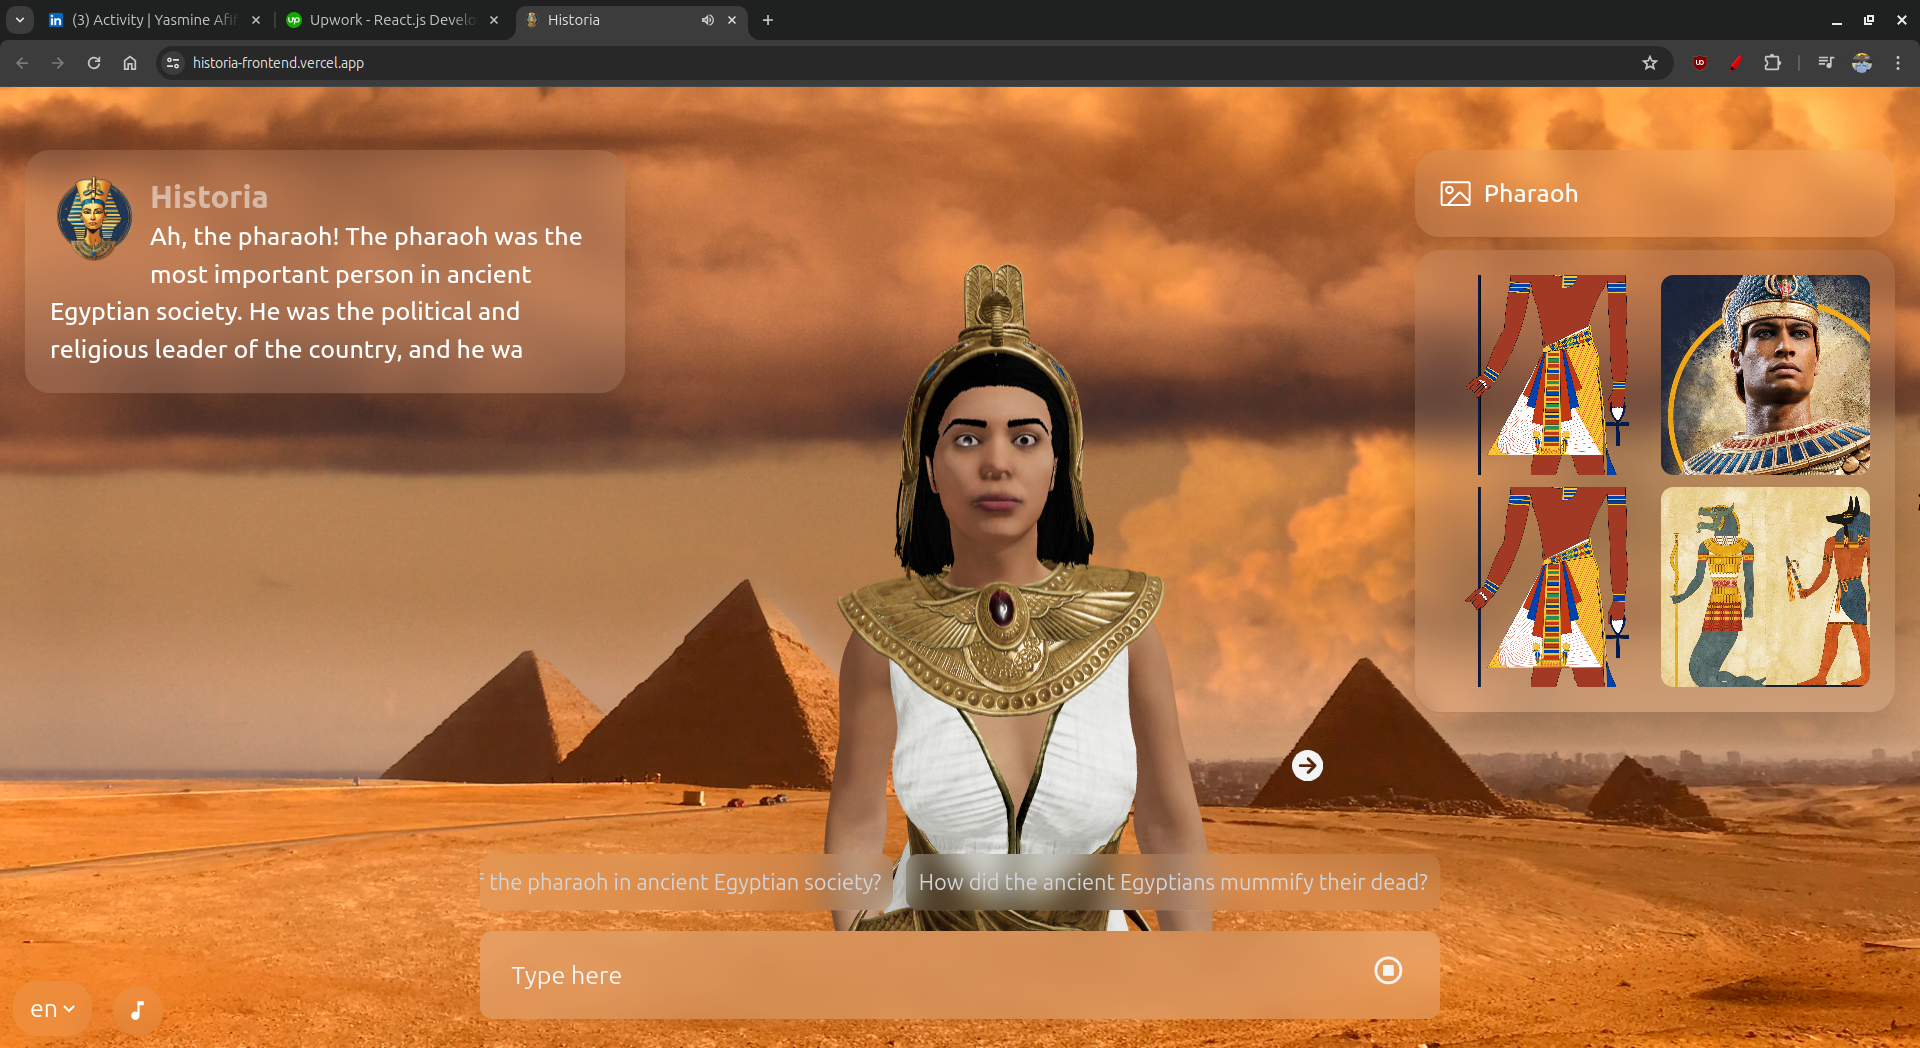 (3) Activity | Yasmine Afif
Upwork - React.js Develo
Historia
historia-frontend.vercel.app
Historia
Ah, the pharaoh! The pharaoh was the
most important person in ancient
Egyptian society. He was the political and
religious leader of the country, and he wa
Pharaoh
the pharaoh in ancient Egyptian society?
How did the ancient Egyptians mummify their dead?
Type here
en